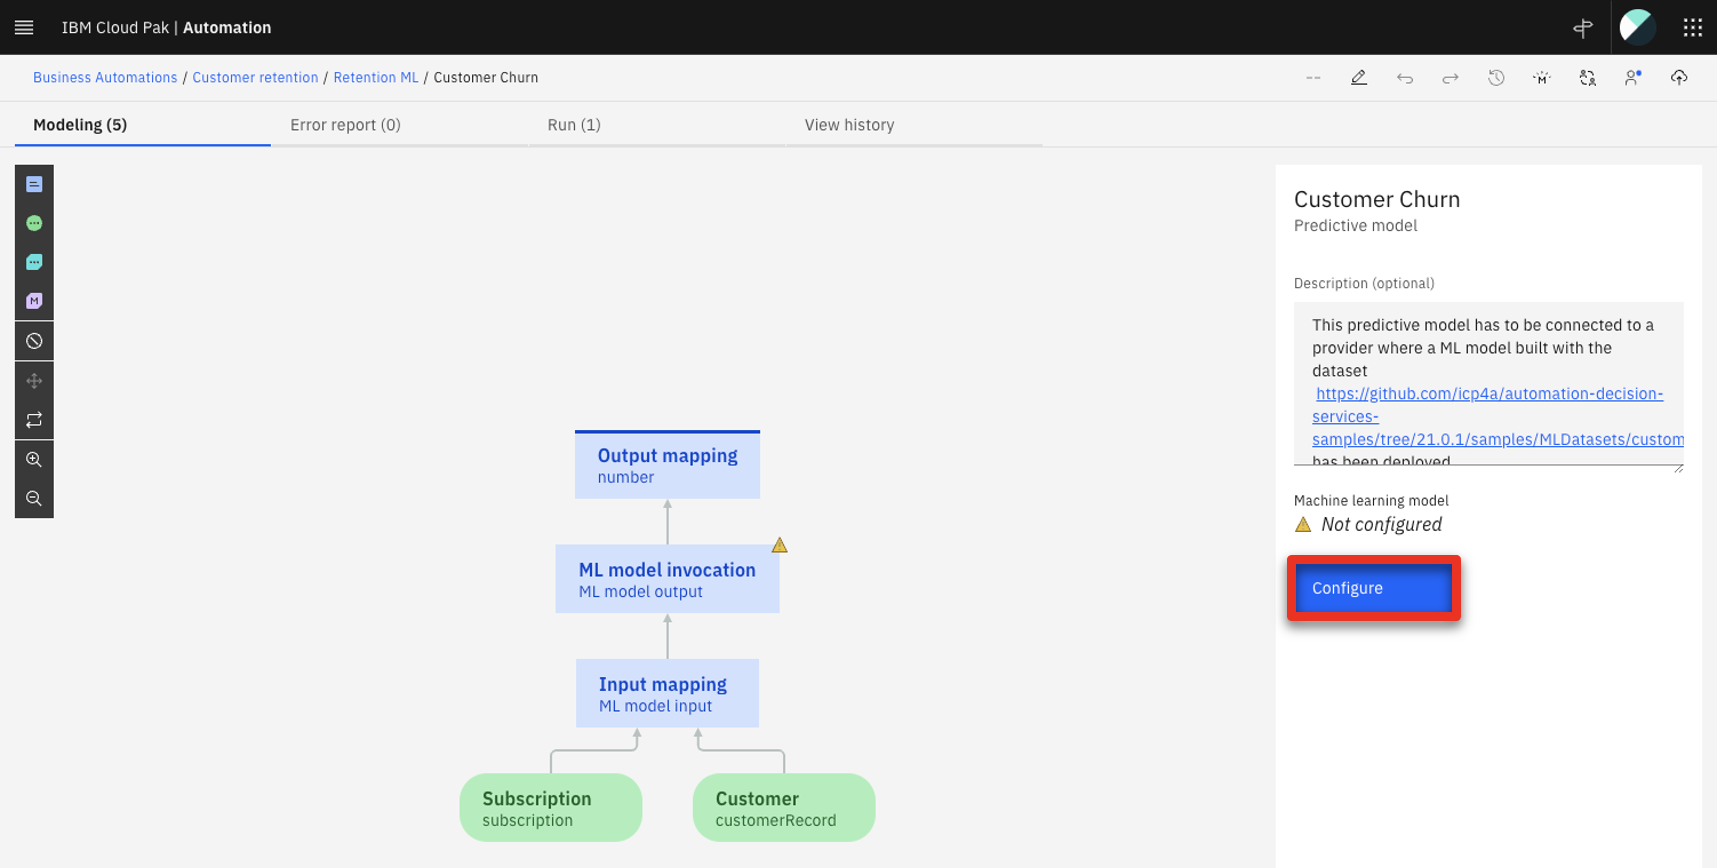 IBM Cloud Pak | Automation
Business Automations / Customer retention / Retention ML / Customer Churn
--
M
Modeling (5)
Error report (0)
Run (1)
View history
M
Customer Churn
Predictive model
Description (optional)
This predictive model has to be connected to a
provider where a ML model built with the
dataset
https://github.com/icp4a/automation-decision-
services-
samples/tree/21.0.1/samples/MLDatasets/custom
has been deployed
Machine learning model
Not configured
Configure
Output mapping
number
ML model invocation
ML model output
Input mapping
ML model input
Subscription
subscription
Customer
customerRecord